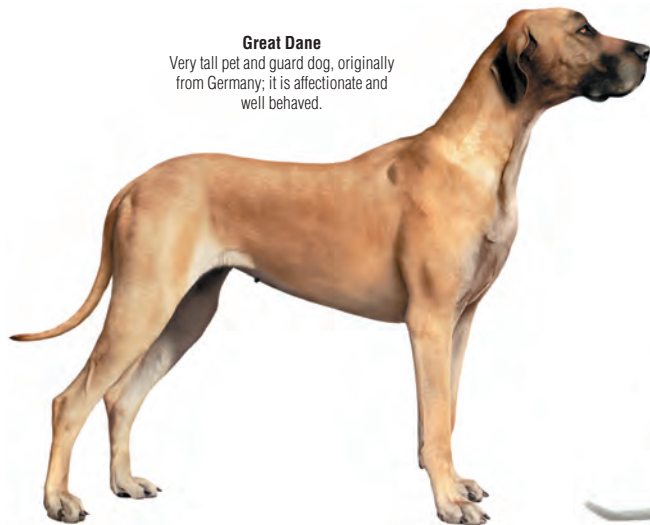 Great Dane
Very tall pet and guard dog, originally
from Germany; it is affectionate and
well behaved.